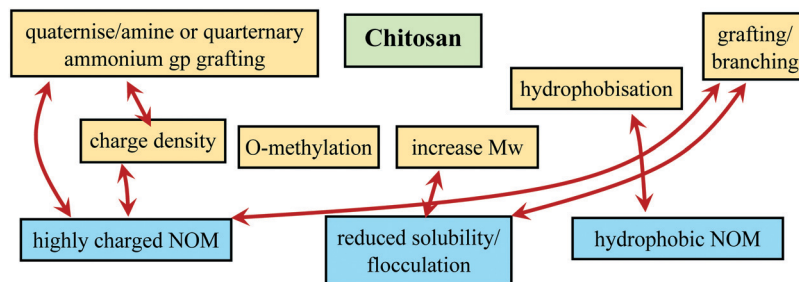 quaternise/amine or quarternary
ammonium gp grafting
Chitosan
grafting/
branching
hydrophobisation
charge density
O-methylation
increase Mw
highly charged NOM
reduced solubility/
flocculation
hydrophobic NOM